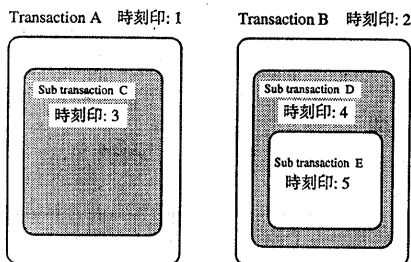 Transaction A 時刻印: 1
Sub transaction C
時刻印: 3
Transaction B 時刻印: 2
Sub transaction D
時刻印: 4
Sub transaction E
時刻印: 5